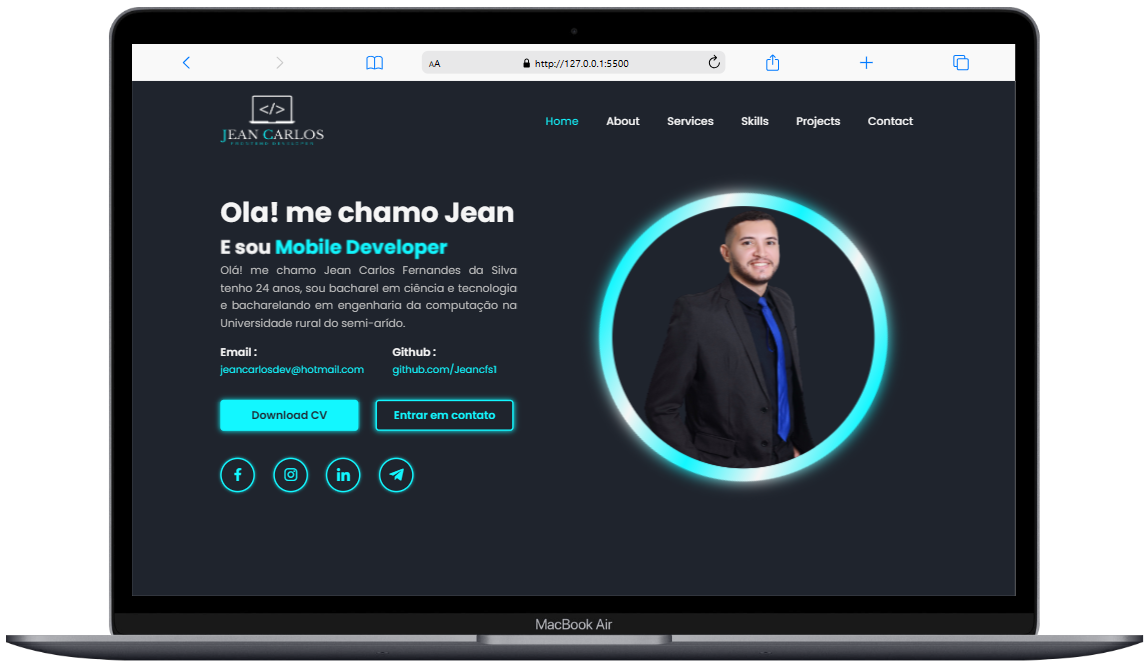 AA
http://127.0.0.1:5500
</>
JEAN CARLOS
FRONTEND DEVELOPER
Home About Services Skills Projects Contact
Ola! me chamo Jean
E sou Mobile Developer
Olá! me chamo Jean Carlos Fernandes da Silva
tenho 24 anos, sou bacharel em ciência e tecnologia
e bacharelando em engenharia da computação na
Universidade rural do semi-arído.
Email : Github :
jeancarlosdev@hotmail.com github.com/Jeancfs1
Download CV Entrar em contato
f in
MacBook Air